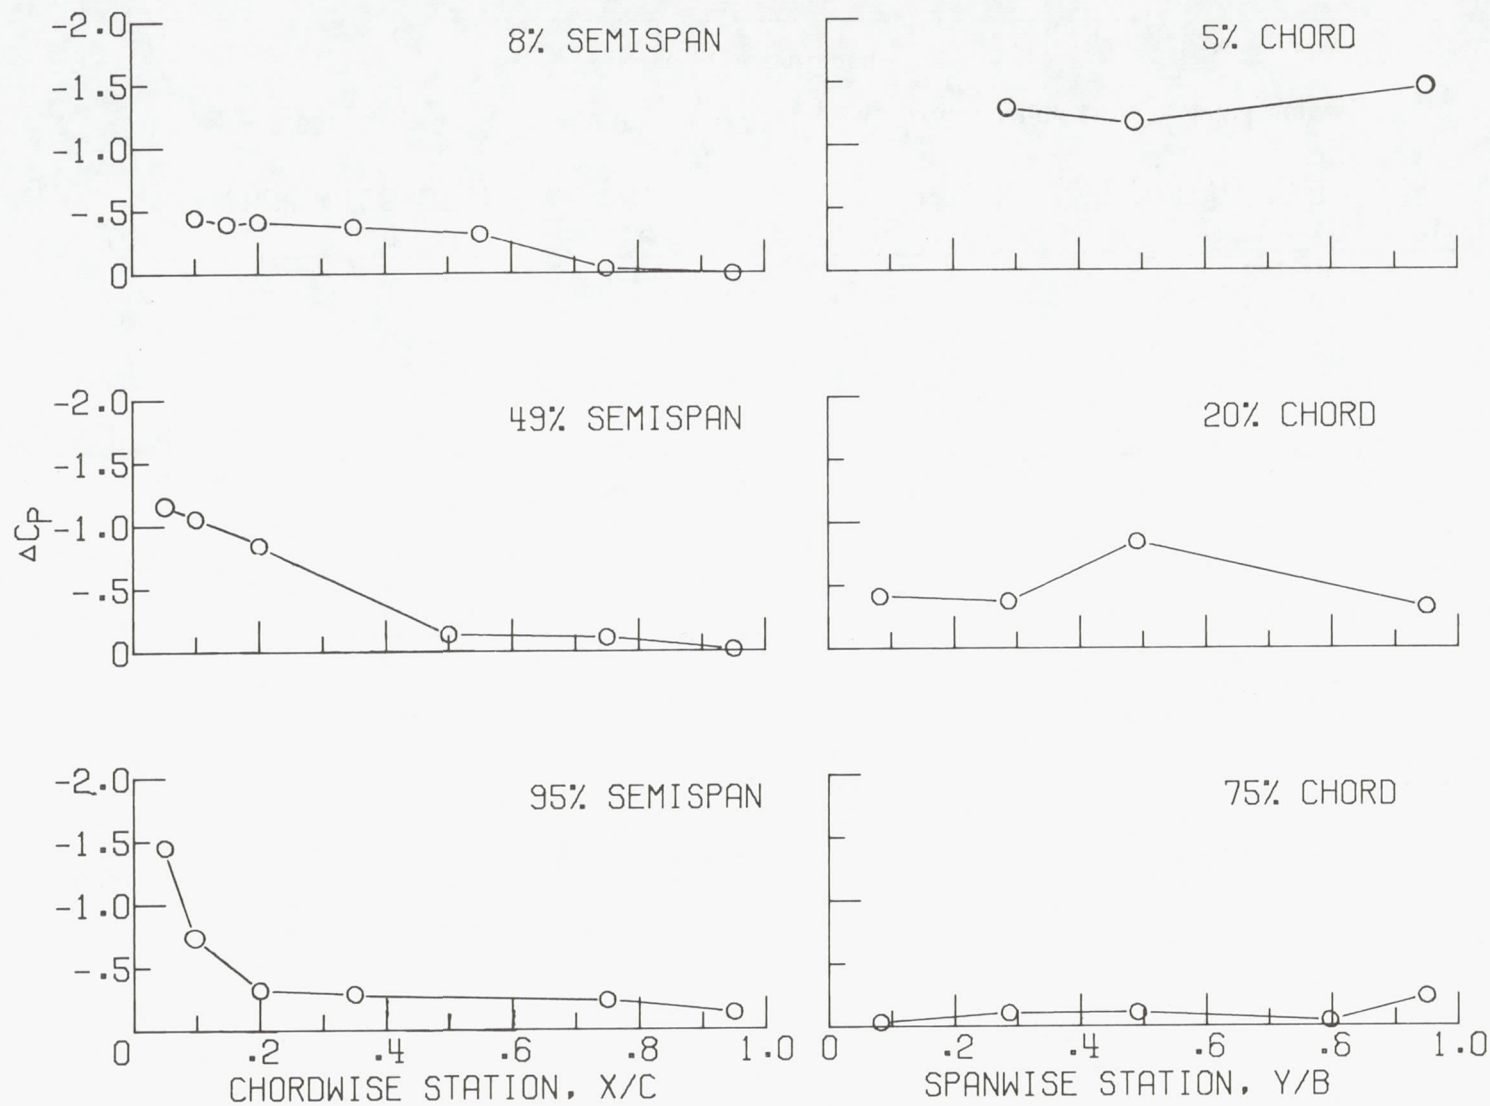 8% SEMISPAN
-2.0
-1.5
-1.0
-.5
0
5% CHORD
49% SEMISPAN
-2.0
-1.5
-1.0
-.5
0
ΔCP
20% CHORD
95% SEMISPAN
-2.0
-1.5
-1.0
-.5
0 .2 .4 .6 .8 1.0
CHORDWISE STATION, X/C
75% CHORD
0 .2 .4 .6 .8 1.0
SPANWISE STATION, Y/B